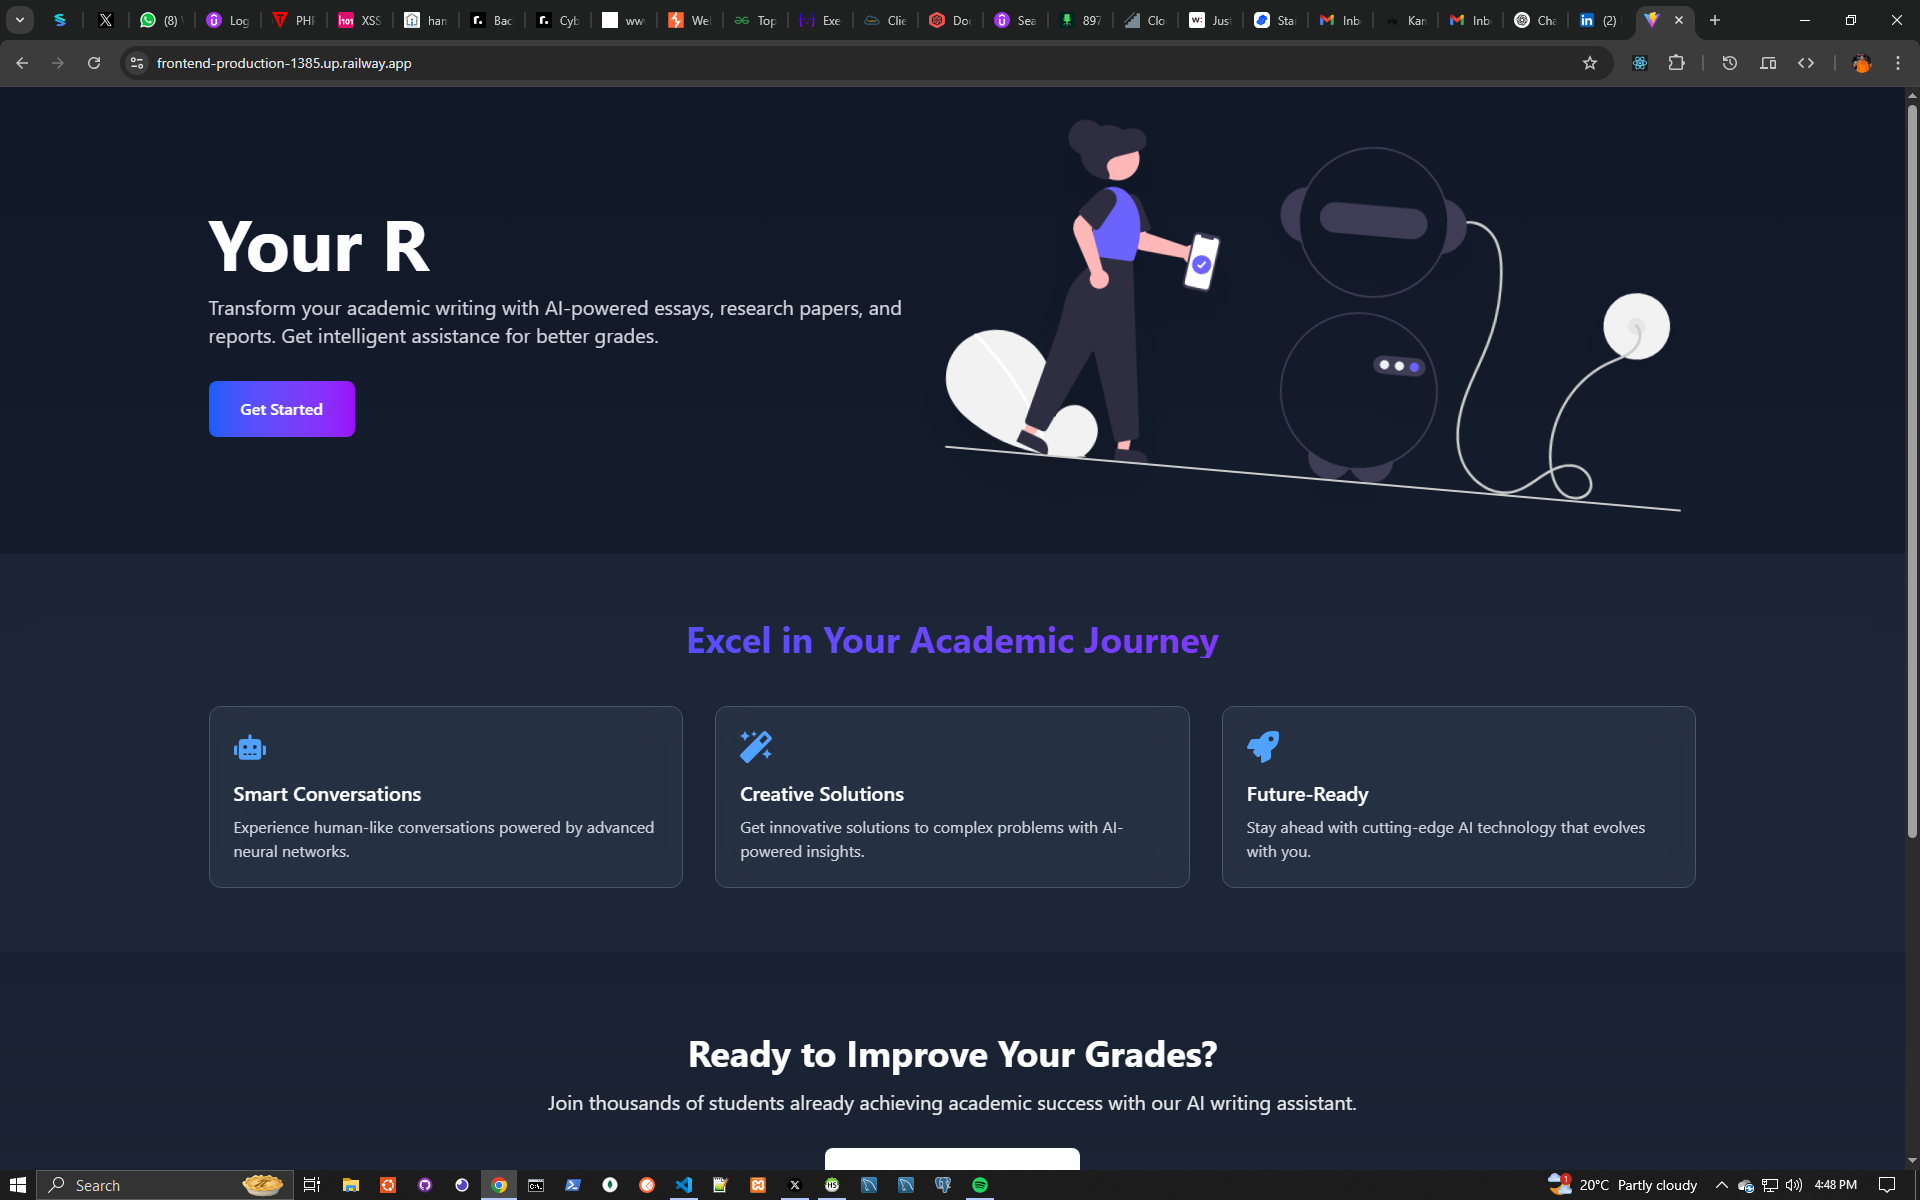 (8)
Log
PHP
XSS
han
Bac
Cyb
ww
We
Top
Exe
Clie
Doc
Sea
897
Clo
w:
Just
Star
Inb
Kan
Inb
Cha
(2)
frontend-production-1385.up.railway.app
Your R
Transform your academic writing with AI-powered essays, research papers, and
reports. Get intelligent assistance for better grades.
Get Started
Excel in Your Academic Journey
Smart Conversations
Experience human-like conversations powered by advanced
neural networks.
Creative Solutions
Get innovative solutions to complex problems with AI-
powered insights.
Future-Ready
Stay ahead with cutting-edge AI technology that evolves
with you.
Ready to Improve Your Grades?
Join thousands of students already achieving academic success with our AI writing assistant.
Search
20°C Partly cloudy
4:48 PM